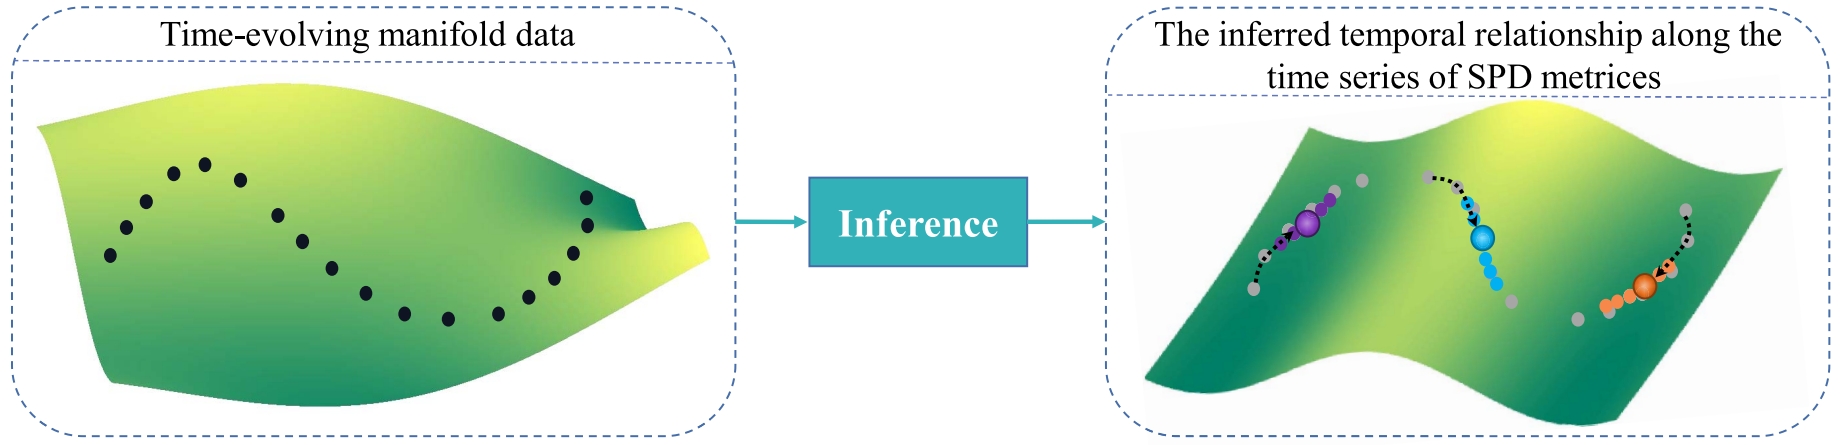 Time-evolving manifold data
Inference
The inferred temporal relationship along the
time series of SPD metrices